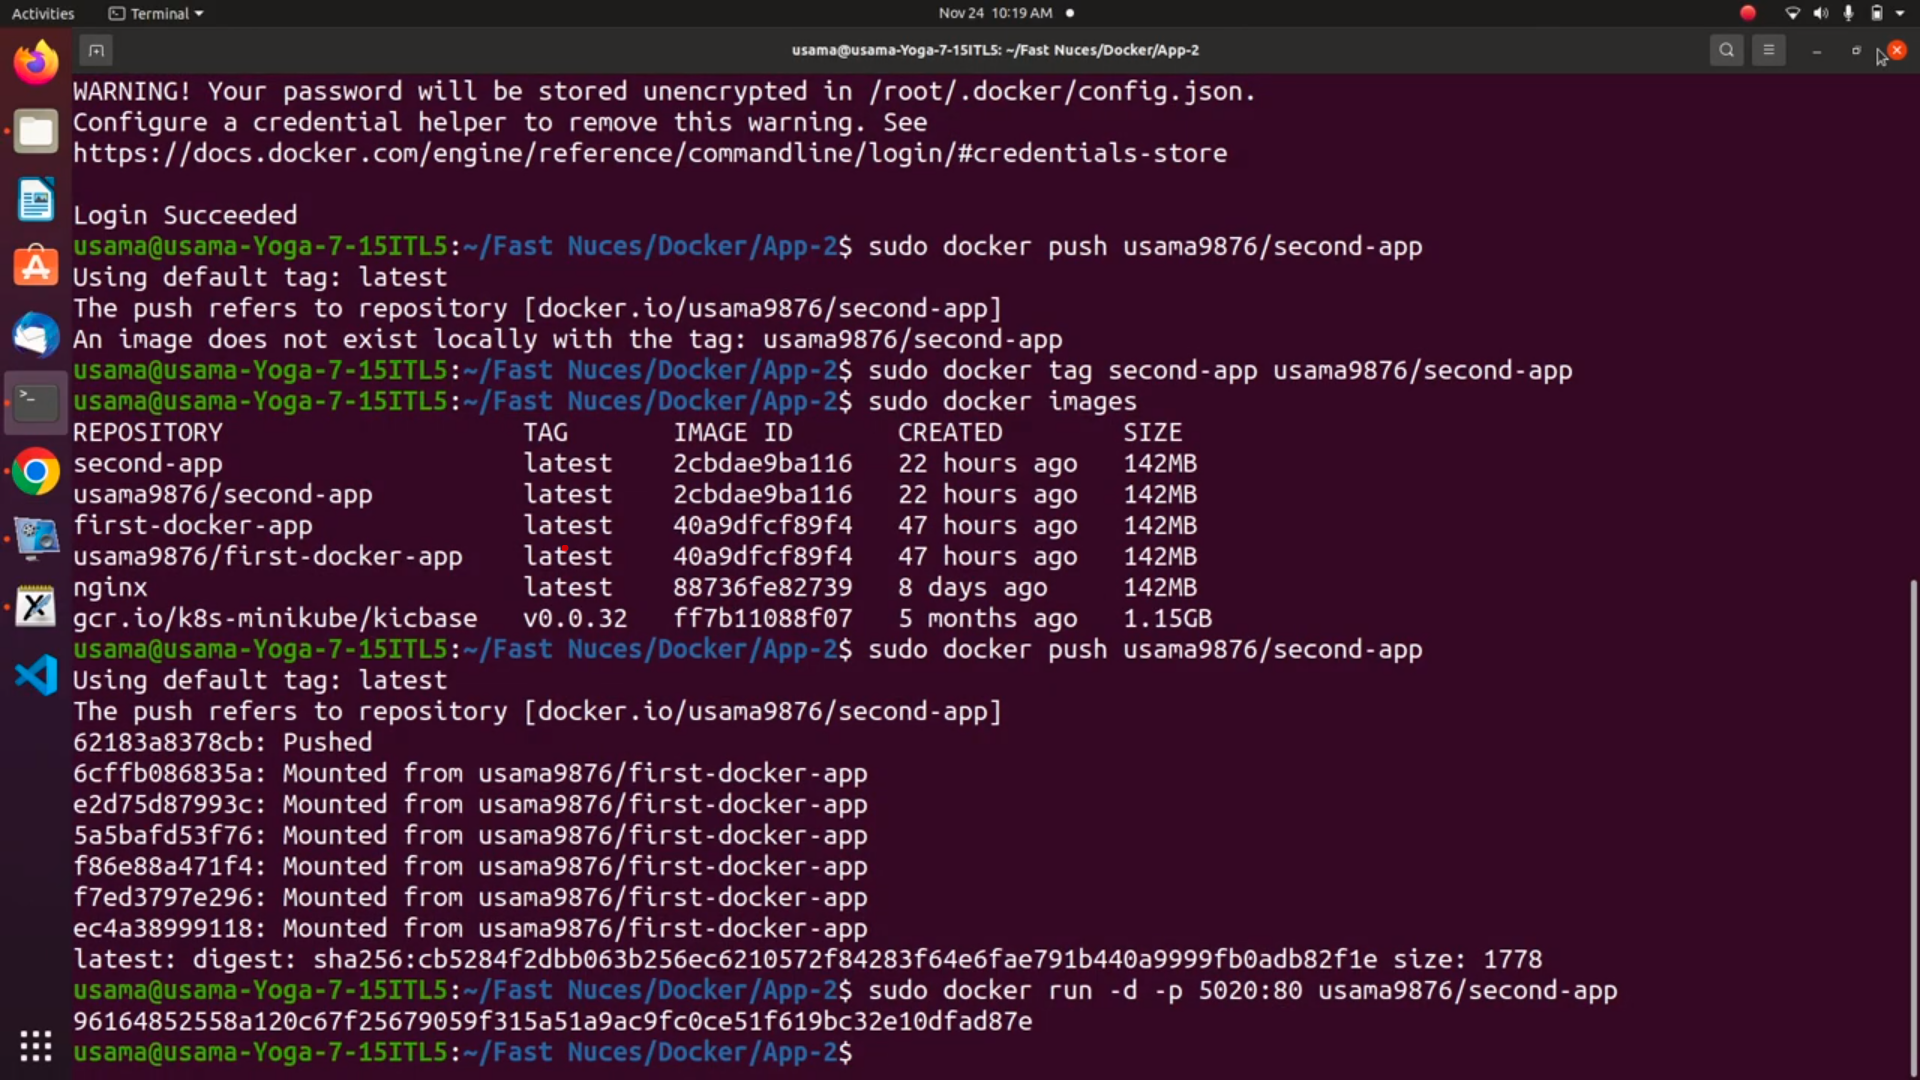 Activities
Terminal
Nov 24 10:19 AM
usama@usama-Yoga-7-15ITL5: ~/Fast Nuces/Docker/App-2
WARNING! Your password will be stored unencrypted in /root/.docker/config.json.
Configure a credential helper to remove this warning. See
https://docs.docker.com/engine/reference/commandline/login/#credentials-store
Login Succeeded
usama@usama-Yoga-7-15ITL5:~/Fast Nuces/Docker/App-2$ sudo docker push usama9876/second-app
Using default tag: latest
The push refers to repository [docker.io/usama9876/second-app]
An image does not exist locally with the tag: usama9876/second-app
usama@usama-Yoga-7-15ITL5:~/Fast Nuces/Docker/App-2$ sudo docker tag second-app usama9876/second-app
usama@usama-Yoga-7-15ITL5:~/Fast Nuces/Docker/App-2$ sudo docker images
REPOSITORY TAG IMAGE ID CREATED SIZE
second-app latest 2cbdae9ba116 22 hours ago 142MB
usama9876/second-app latest 2cbdae9ba116 22 hours ago 142MB
first-docker-app latest 40a9dfcf89f4 47 hours ago 142MB
usama9876/first-docker-app latest 40a9dfcf89f4 47 hours ago 142MB
nginx latest 88736fe82739 8 days ago 142MB
gcr.io/k8s-minikube/kicbase v0.0.32 ff7b11088f07 5 months ago 1.15GB
usama@usama-Yoga-7-15ITL5:~/Fast Nuces/Docker/App-2$ sudo docker push usama9876/second-app
Using default tag: latest
The push refers to repository [docker.io/usama9876/second-app]
62183a8378cb: Pushed
6cffb086835a: Mounted from usama9876/first-docker-app
e2d75d87993c: Mounted from usama9876/first-docker-app
5a5bafd53f76: Mounted from usama9876/first-docker-app
f86e88a471f4: Mounted from usama9876/first-docker-app
f7ed3797e296: Mounted from usama9876/first-docker-app
ec4a38999118: Mounted from usama9876/first-docker-app
latest: digest: sha256:cb5284f2dbb063b256ec6210572f84283f64e6fae791b440a9999fb0adb82f1e size: 1778
usama@usama-Yoga-7-15ITL5:~/Fast Nuces/Docker/App-2$ sudo docker run -d -p 5020:80 usama9876/second-app
96164852558a120c67f25679059f315a51a9ac9fc0ce51f619bc32e10dfad87e
usama@usama-Yoga-7-15ITL5:~/Fast Nuces/Docker/App-2$